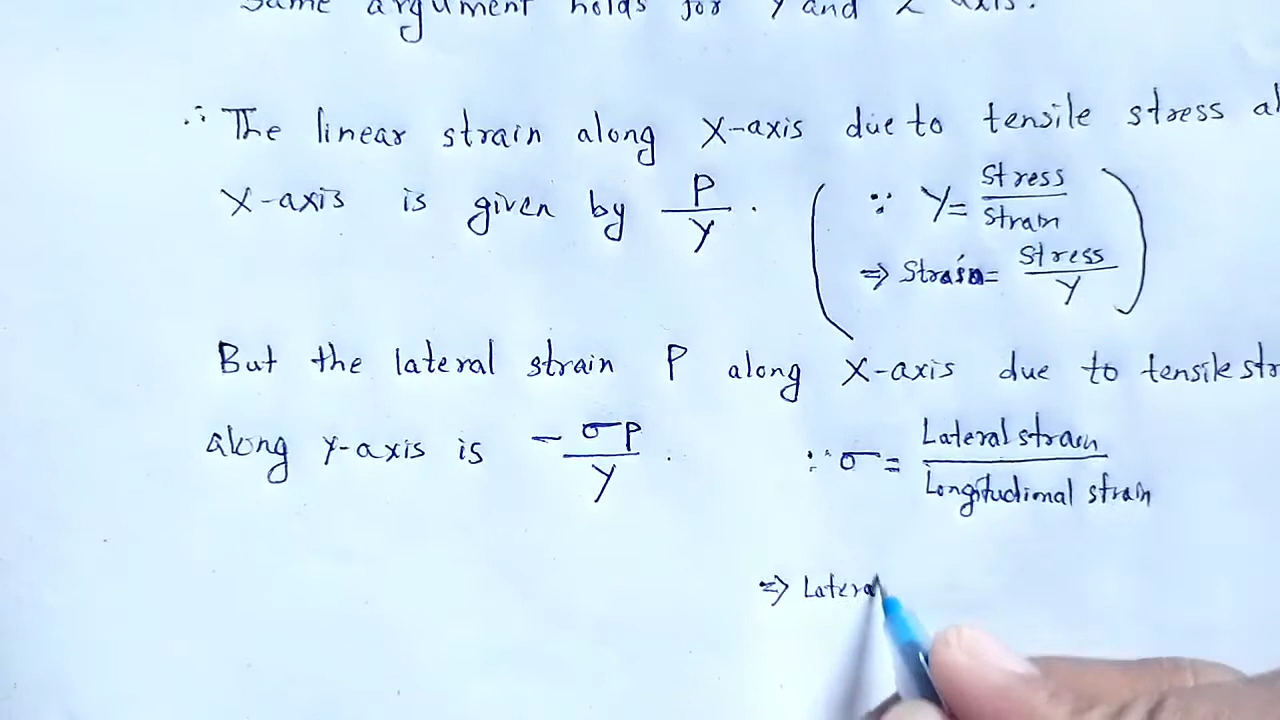 Same argument holds for Y and Z axis.
∴ The linear strain along X-axis due to tensile stress al
X-axis is given by P/Y .
( ∵ Y = Stress/Strain
⇒ Strain = Stress/Y )
But the lateral strain P along X-axis due to tensile str
along Y-axis is - σP/Y .
∵ σ = Lateral strain/Longitudional strain
⇒ Latera